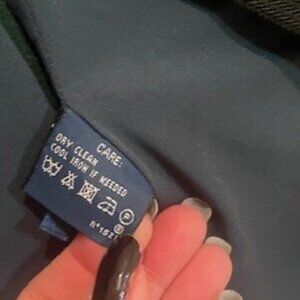 CARE:
DRY CLEAN
COOL IRON IF NEEDED
P